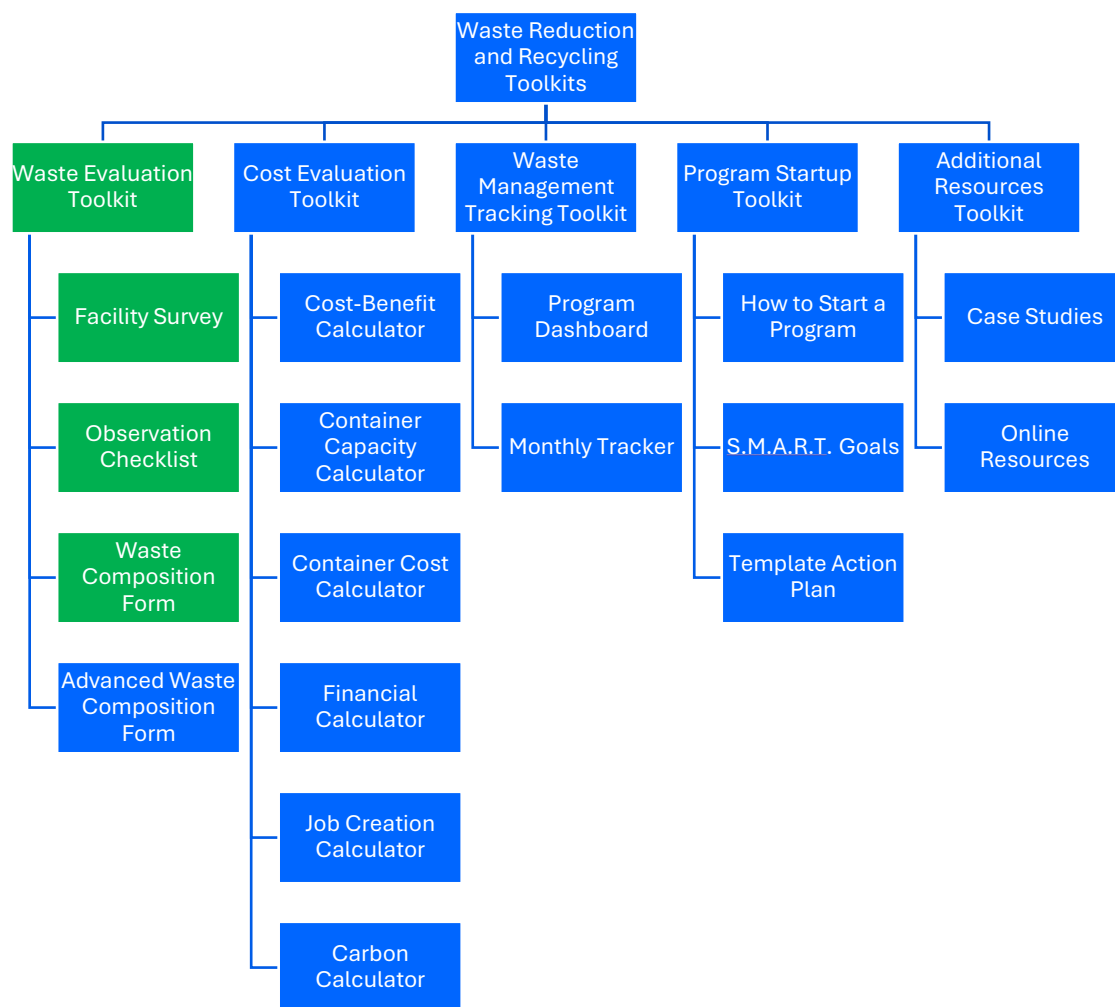 Waste Reduction
and Recycling
Toolkits
Waste Evaluation
Toolkit
Cost Evaluation
Toolkit
Waste
Management
Tracking Toolkit
Program Startup
Toolkit
Additional
Resources
Toolkit
Facility Survey
Observation
Checklist
Waste
Composition
Form
Advanced Waste
Composition
Form
Cost-Benefit
Calculator
Container
Capacity
Calculator
Container Cost
Calculator
Financial
Calculator
Job Creation
Calculator
Carbon
Calculator
Program
Dashboard
Monthly Tracker
How to Start a
Program
S.M.A.R.T. Goals
Template Action
Plan
Case Studies
Online
Resources